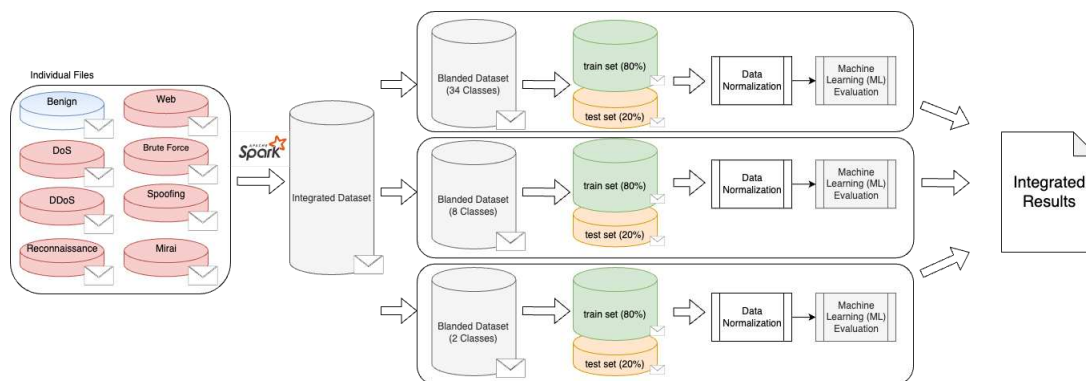 Individual Files
Benign
Web
DoS
Brute Force
DDoS
Spoofing
Reconnaissance
Mirai
APACHE
Spark
Integrated Dataset
Blanded Dataset
(34 Classes)
train set (80%)
test set (20%)
Data
Normalization
Machine
Learning (ML)
Evaluation
Blanded Dataset
(8 Classes)
train set (80%)
test set (20%)
Data
Normalization
Machine
Learning (ML)
Evaluation
Blanded Dataset
(2 Classes)
train set (80%)
test set (20%)
Data
Normalization
Machine
Learning (ML)
Evaluation
Integrated
Results